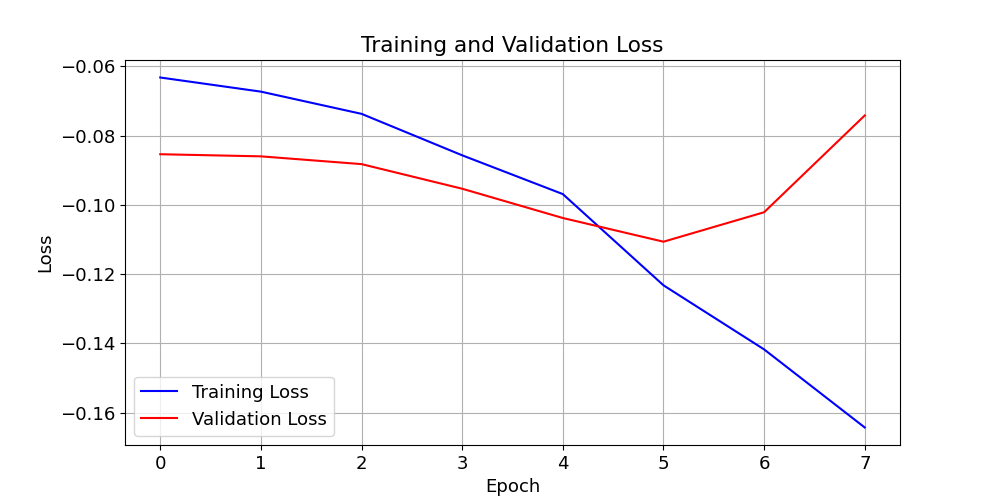 Training and Validation Loss
−0.06
−0.08
−0.10
−0.12
−0.14
−0.16
Loss
Training Loss
Validation Loss
0 1 2 3 4 5 6 7
Epoch